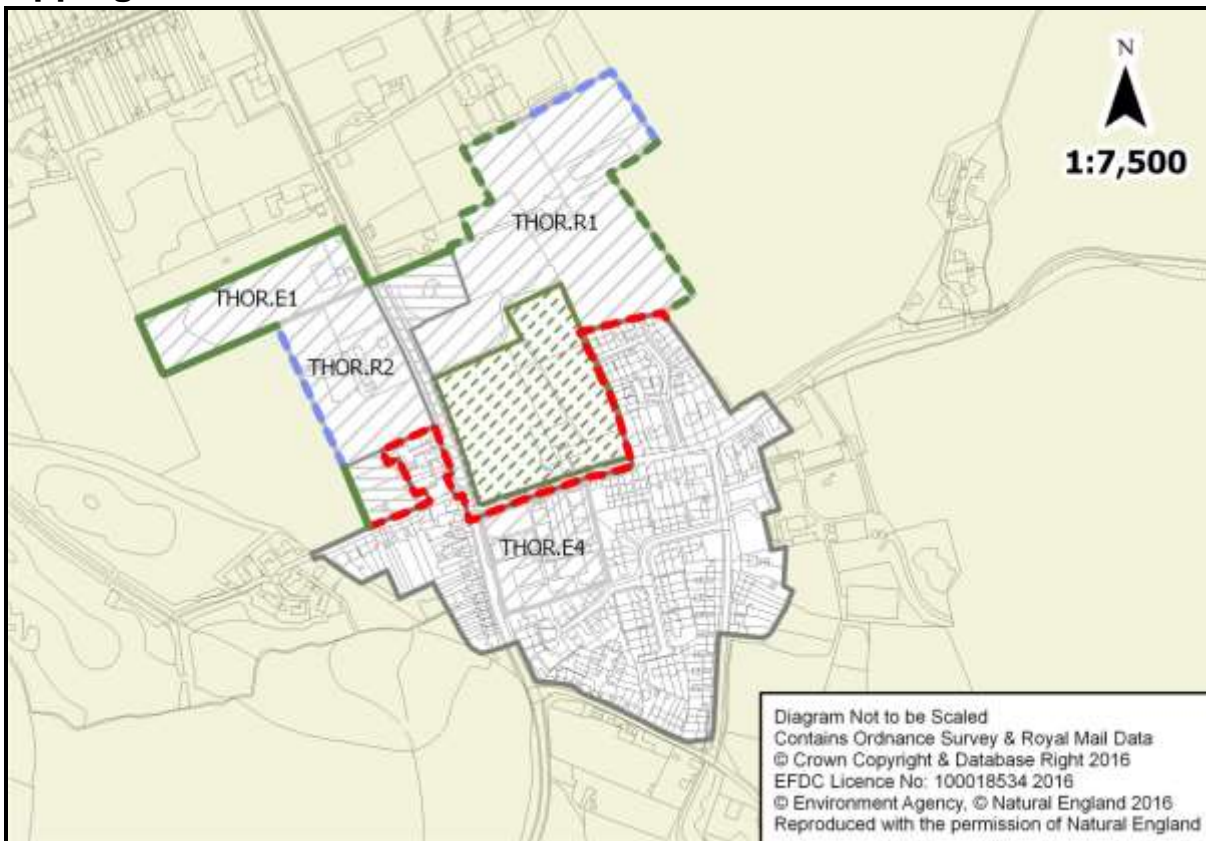 N
1:7,500
THOR.R1
THOR.E1
THOR.R2
THOR.E4
Diagram Not to be Scaled
Contains Ordnance Survey & Royal Mail Data
© Crown Copyright & Database Right 2016
EFDC Licence No: 100018534 2016
© Environment Agency, © Natural England 2016
Reproduced with the permission of Natural England